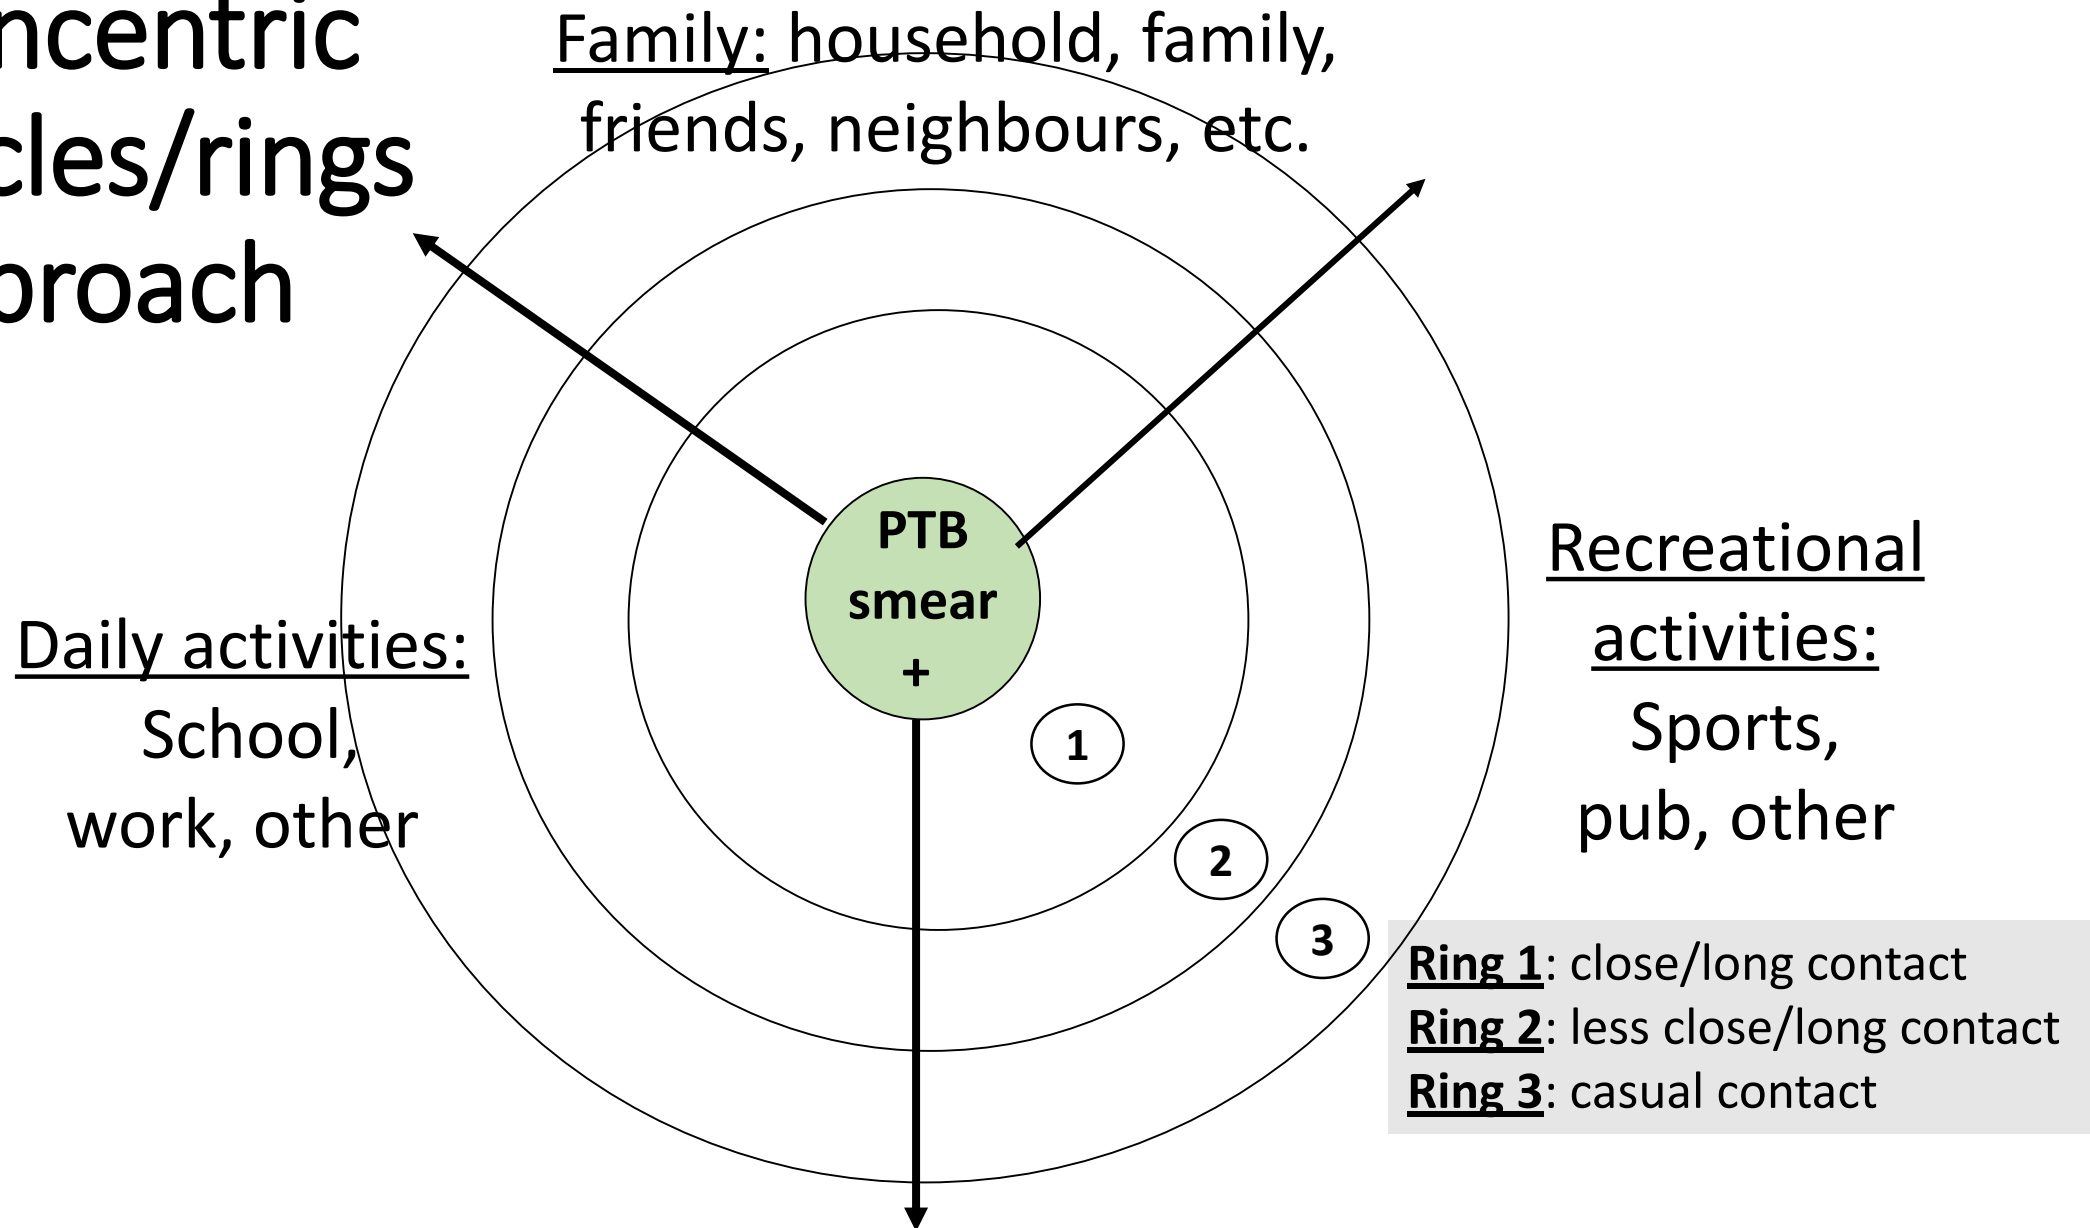 ncentric
cles/rings
proach
Family: household, family,
friends, neighbours, etc.
PTB
smear
+
Daily activities:
School,
work, other
Recreational
activities:
Sports,
pub, other
1
2
3
Ring 1: close/long contact
Ring 2: less close/long contact
Ring 3: casual contact